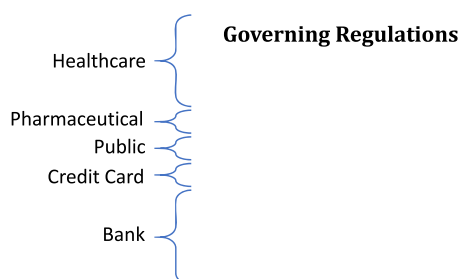 Governing Regulations
Healthcare
Pharmaceutical
Public
Credit Card
Bank